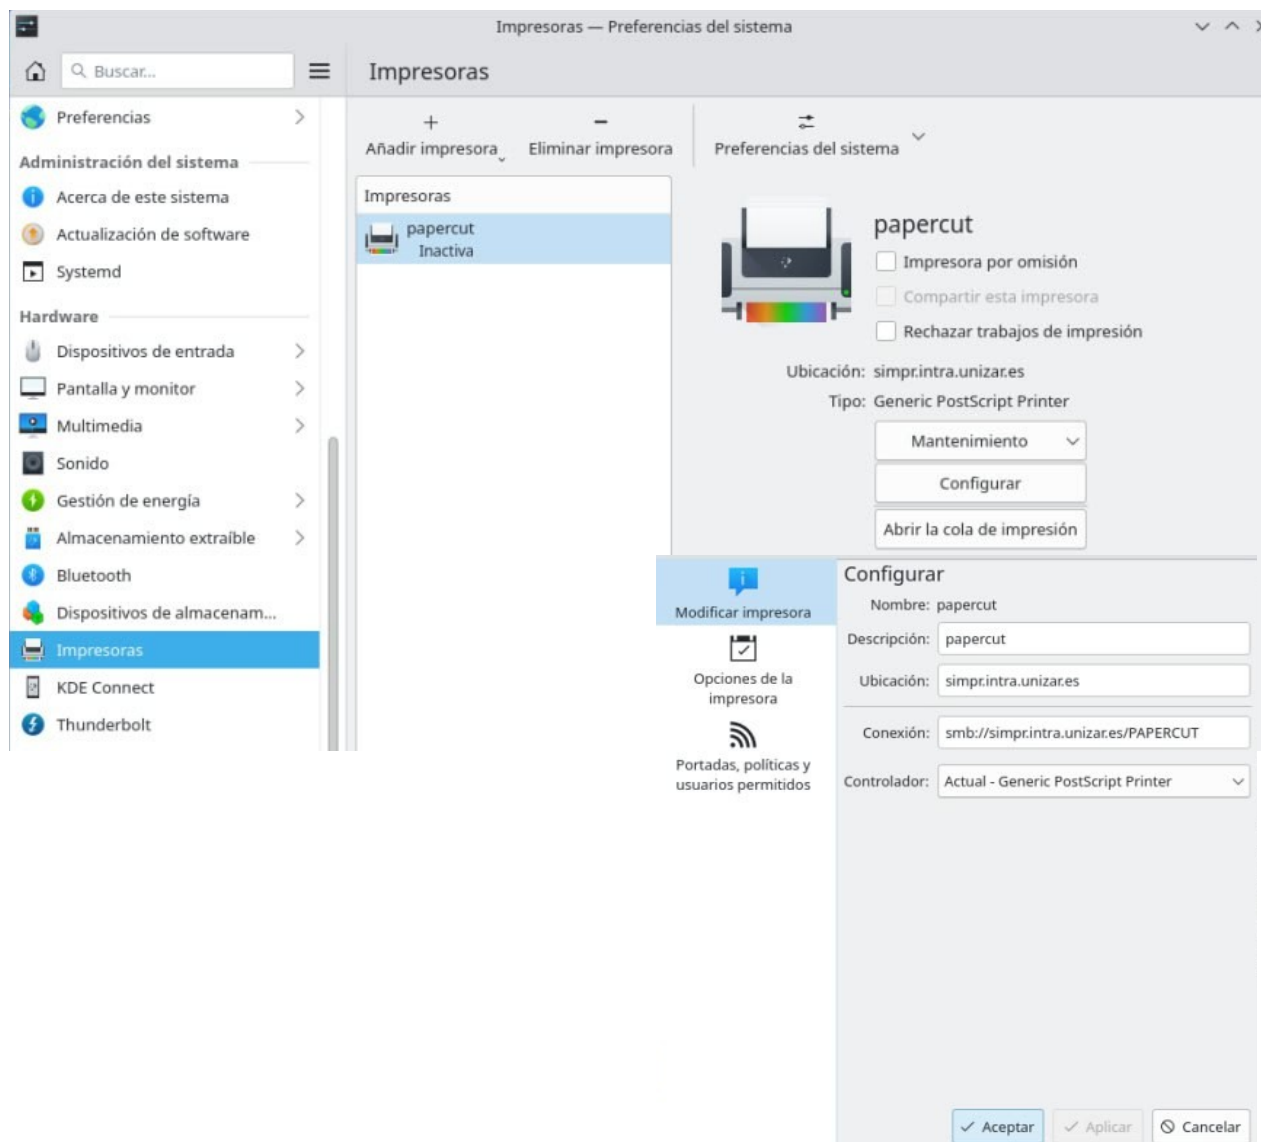 Impresoras — Preferencias del sistema
Buscar...
Impresoras
Preferencias
Administración del sistema
Acerca de este sistema
Actualización de software
Systemd
Hardware
Dispositivos de entrada
Pantalla y monitor
Multimedia
Sonido
Gestión de energía
Almacenamiento extraíble
Bluetooth
Dispositivos de almacenam...
Impresoras
KDE Connect
Thunderbolt
Añadir impresora
Eliminar impresora
Preferencias del sistema
Impresoras
papercut
Inactiva
papercut
Impresora por omisión
Compartir esta impresora
Rechazar trabajos de impresión
Ubicación: simpr.intra.unizar.es
Tipo: Generic PostScript Printer
Mantenimiento
Configurar
Abrir la cola de impresión
Modificar impresora
Opciones de la
impresora
Portadas, políticas y
usuarios permitidos
Configurar
Nombre: papercut
Descripción: papercut
Ubicación: simpr.intra.unizar.es
Conexión: smb://simpr.intra.unizar.es/PAPERCUT
Controlador: Actual - Generic PostScript Printer
Aceptar
Aplicar
Cancelar